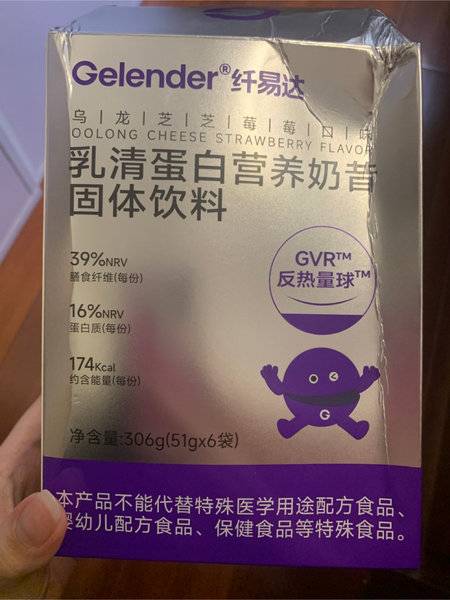 Gelender®纤易达
乌|龙|芝|芝|莓|莓|口|味
OOLONG CHEESE STRAWBERRY FLAVOR
乳清蛋白营养奶昔
固体饮料
39%NRV
膳食纤维(每份)
16%NRV
蛋白质(每份)
174Kcal
约含能量(每份)
GVR™
反热量球™
G
净含量:306g(51gx6袋)
本产品不能代替特殊医学用途配方食品、
婴幼儿配方食品、保健食品等特殊食品。